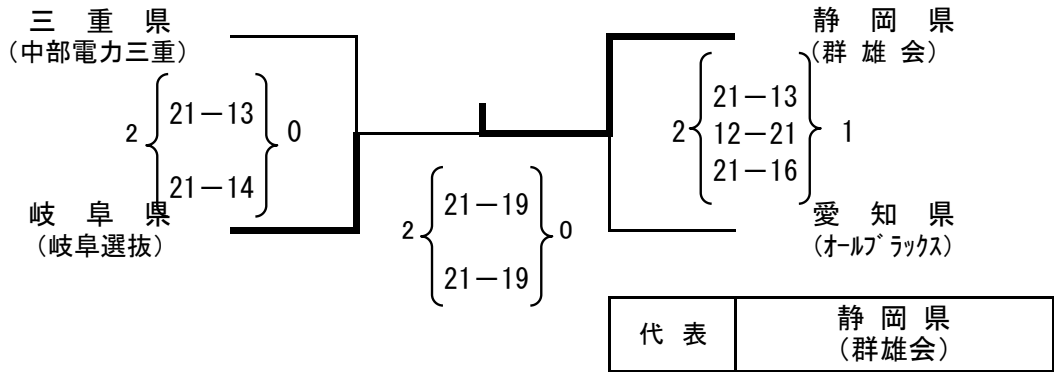 三 重 県
(中部電力三重)
静 岡 県
(群 雄 会)
2 21－13 0
21－14
2 21－13 1
12－21
21－16
岐 阜 県
(岐阜選抜)
2 21－19 0
21－19
愛 知 県
(ｵｰﾙﾌﾞﾗｯｸｽ)
代 表
静 岡 県
(群雄会)